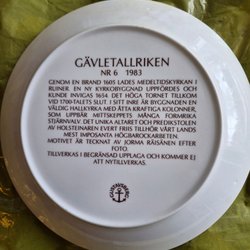 GÄVLETALLRIKEN
NR 6 1983
GENOM EN BRAND 1605 LADES MEDELTIDSKYRKAN I
RUINER. EN NY KYRKOBYGGNAD UPPFÖRDES OCH
KUNDE INVIGAS 1654. DET HÖGA TORNET TILLKOM
VID 1700-TALETS SLUT. I SITT INRE ÄR BYGGNADEN EN
VÄLDIG HALLKYRKA MED ÅTTA KRAFTIGA KOLONNER,
SOM UPPBÄR MITTSKEPPETS MÅNGA FORMRIKA
STJÄRNVALV. DET UNIKA ALTARET OCH PREDIKSTOLEN
AV HOLSTEINAREN EVERT FRIIS TILLHÖR VÅRT LANDS
MEST IMPOSANTA HÖGBAROCKARBETEN.
MOTIVET ÄR TECKNAT AV JORMA RÄISÄNEN EFTER
FOTO.
TILLVERKAS I BEGRÄNSAD UPPLAGA OCH KOMMER EJ
ATT NYTILLVERKAS.